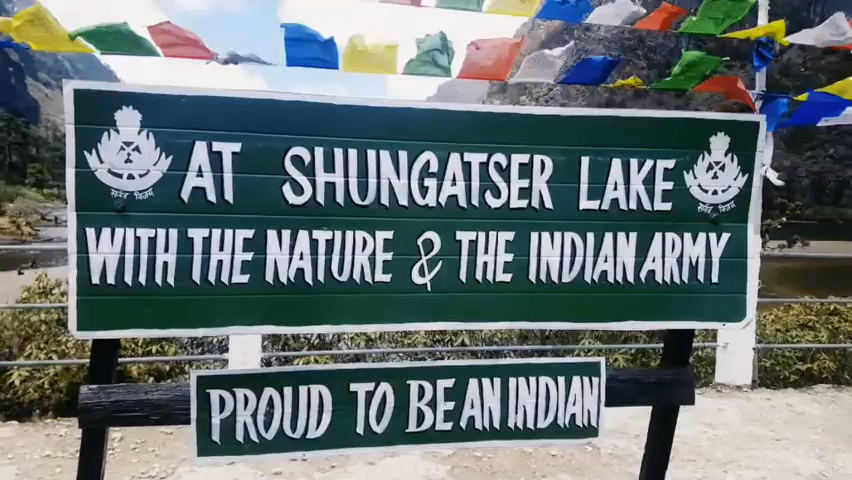 AT SHUNGATSER LAKE
WITH THE NATURE & THE INDIAN ARMY
PROUD TO BE AN INDIAN